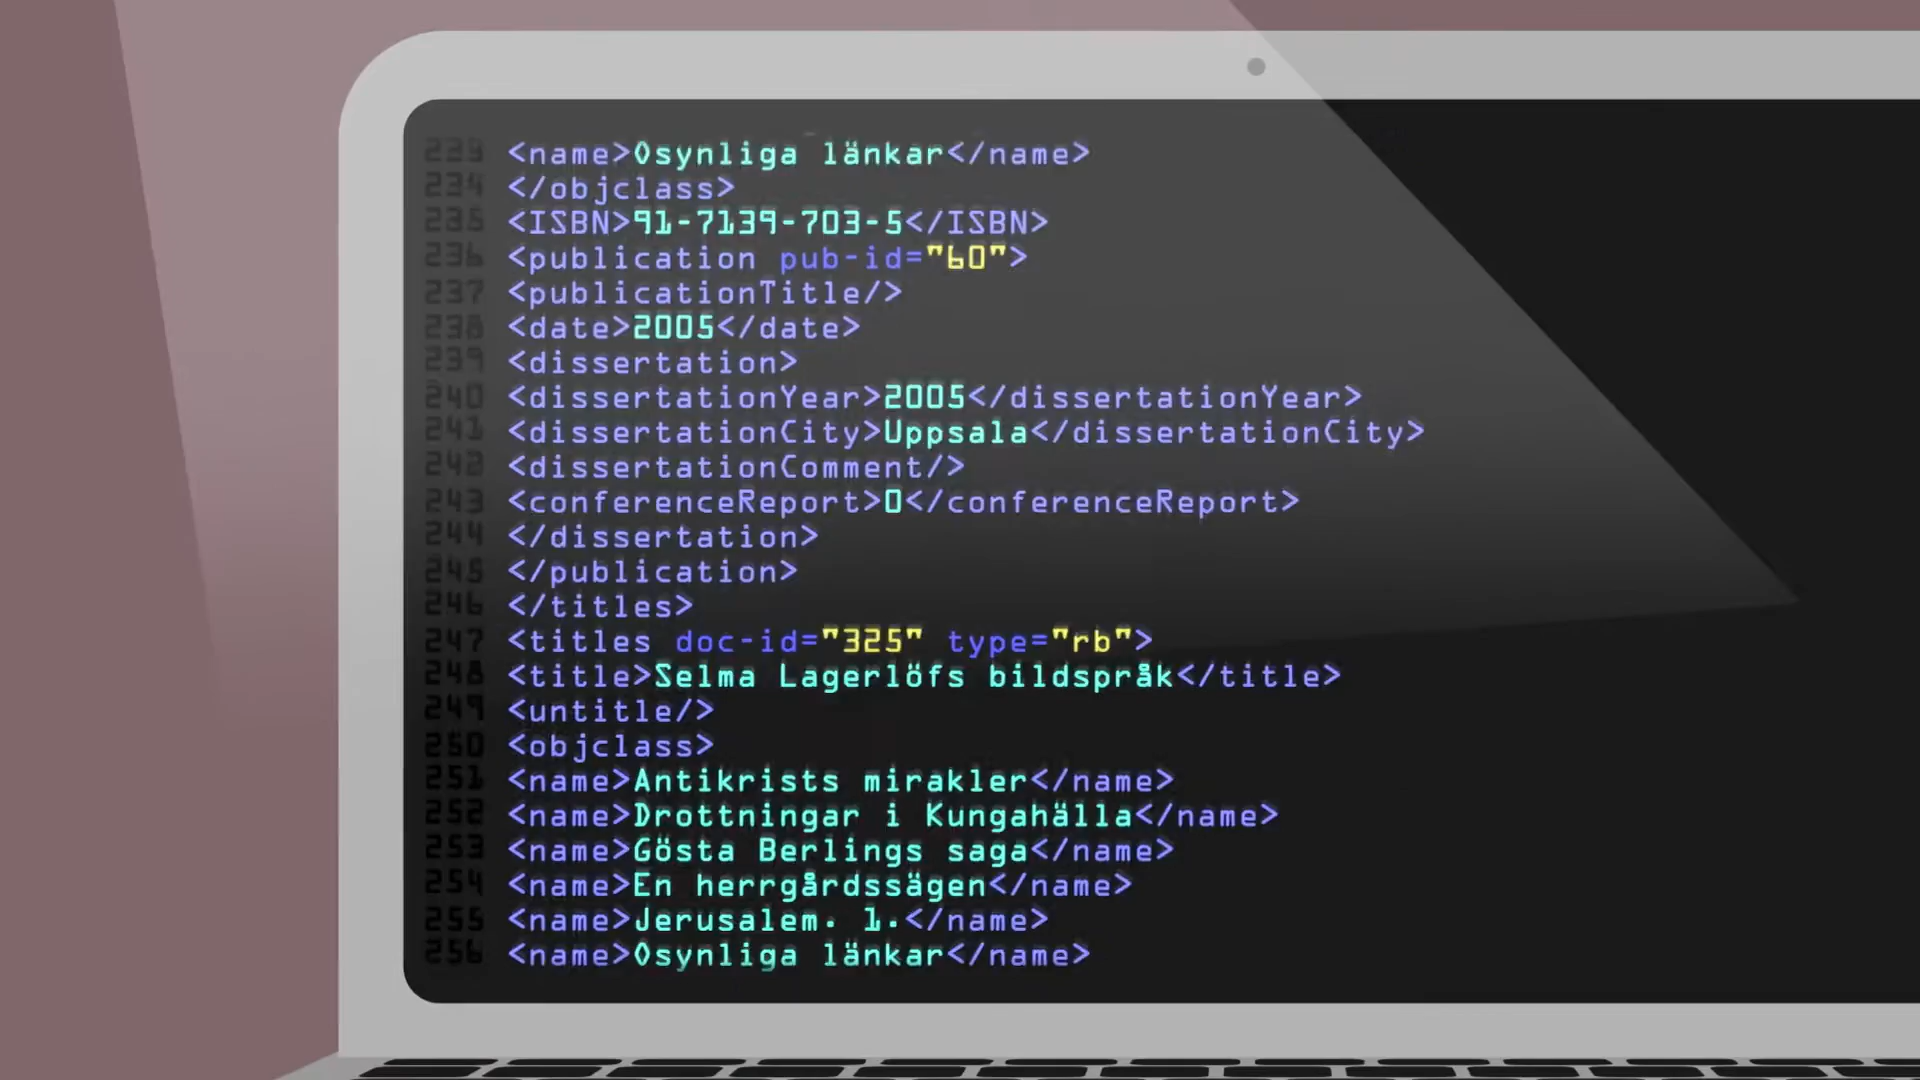 233 <name>Osynliga länkar</name>
234 </objclass>
235 <ISBN>91-7139-703-5</ISBN>
236 <publication pub-id="60">
237 <publicationTitle/>
238 <date>2005</date>
239 <dissertation>
240 <dissertationYear>2005</dissertationYear>
241 <dissertationCity>Uppsala</dissertationCity>
242 <dissertationComment/>
243 <conferenceReport>0</conferenceReport>
244 </dissertation>
245 </publication>
246 </titles>
247 <titles doc-id="325" type="rb">
248 <title>Selma Lagerlöfs bildspråk</title>
249 <untitle/>
250 <objclass>
251 <name>Antikrists mirakler</name>
252 <name>Drottningar i Kungahälla</name>
253 <name>Gösta Berlings saga</name>
254 <name>En herrgårdssägen</name>
255 <name>Jerusalem. 1.</name>
256 <name>Osynliga länkar</name>